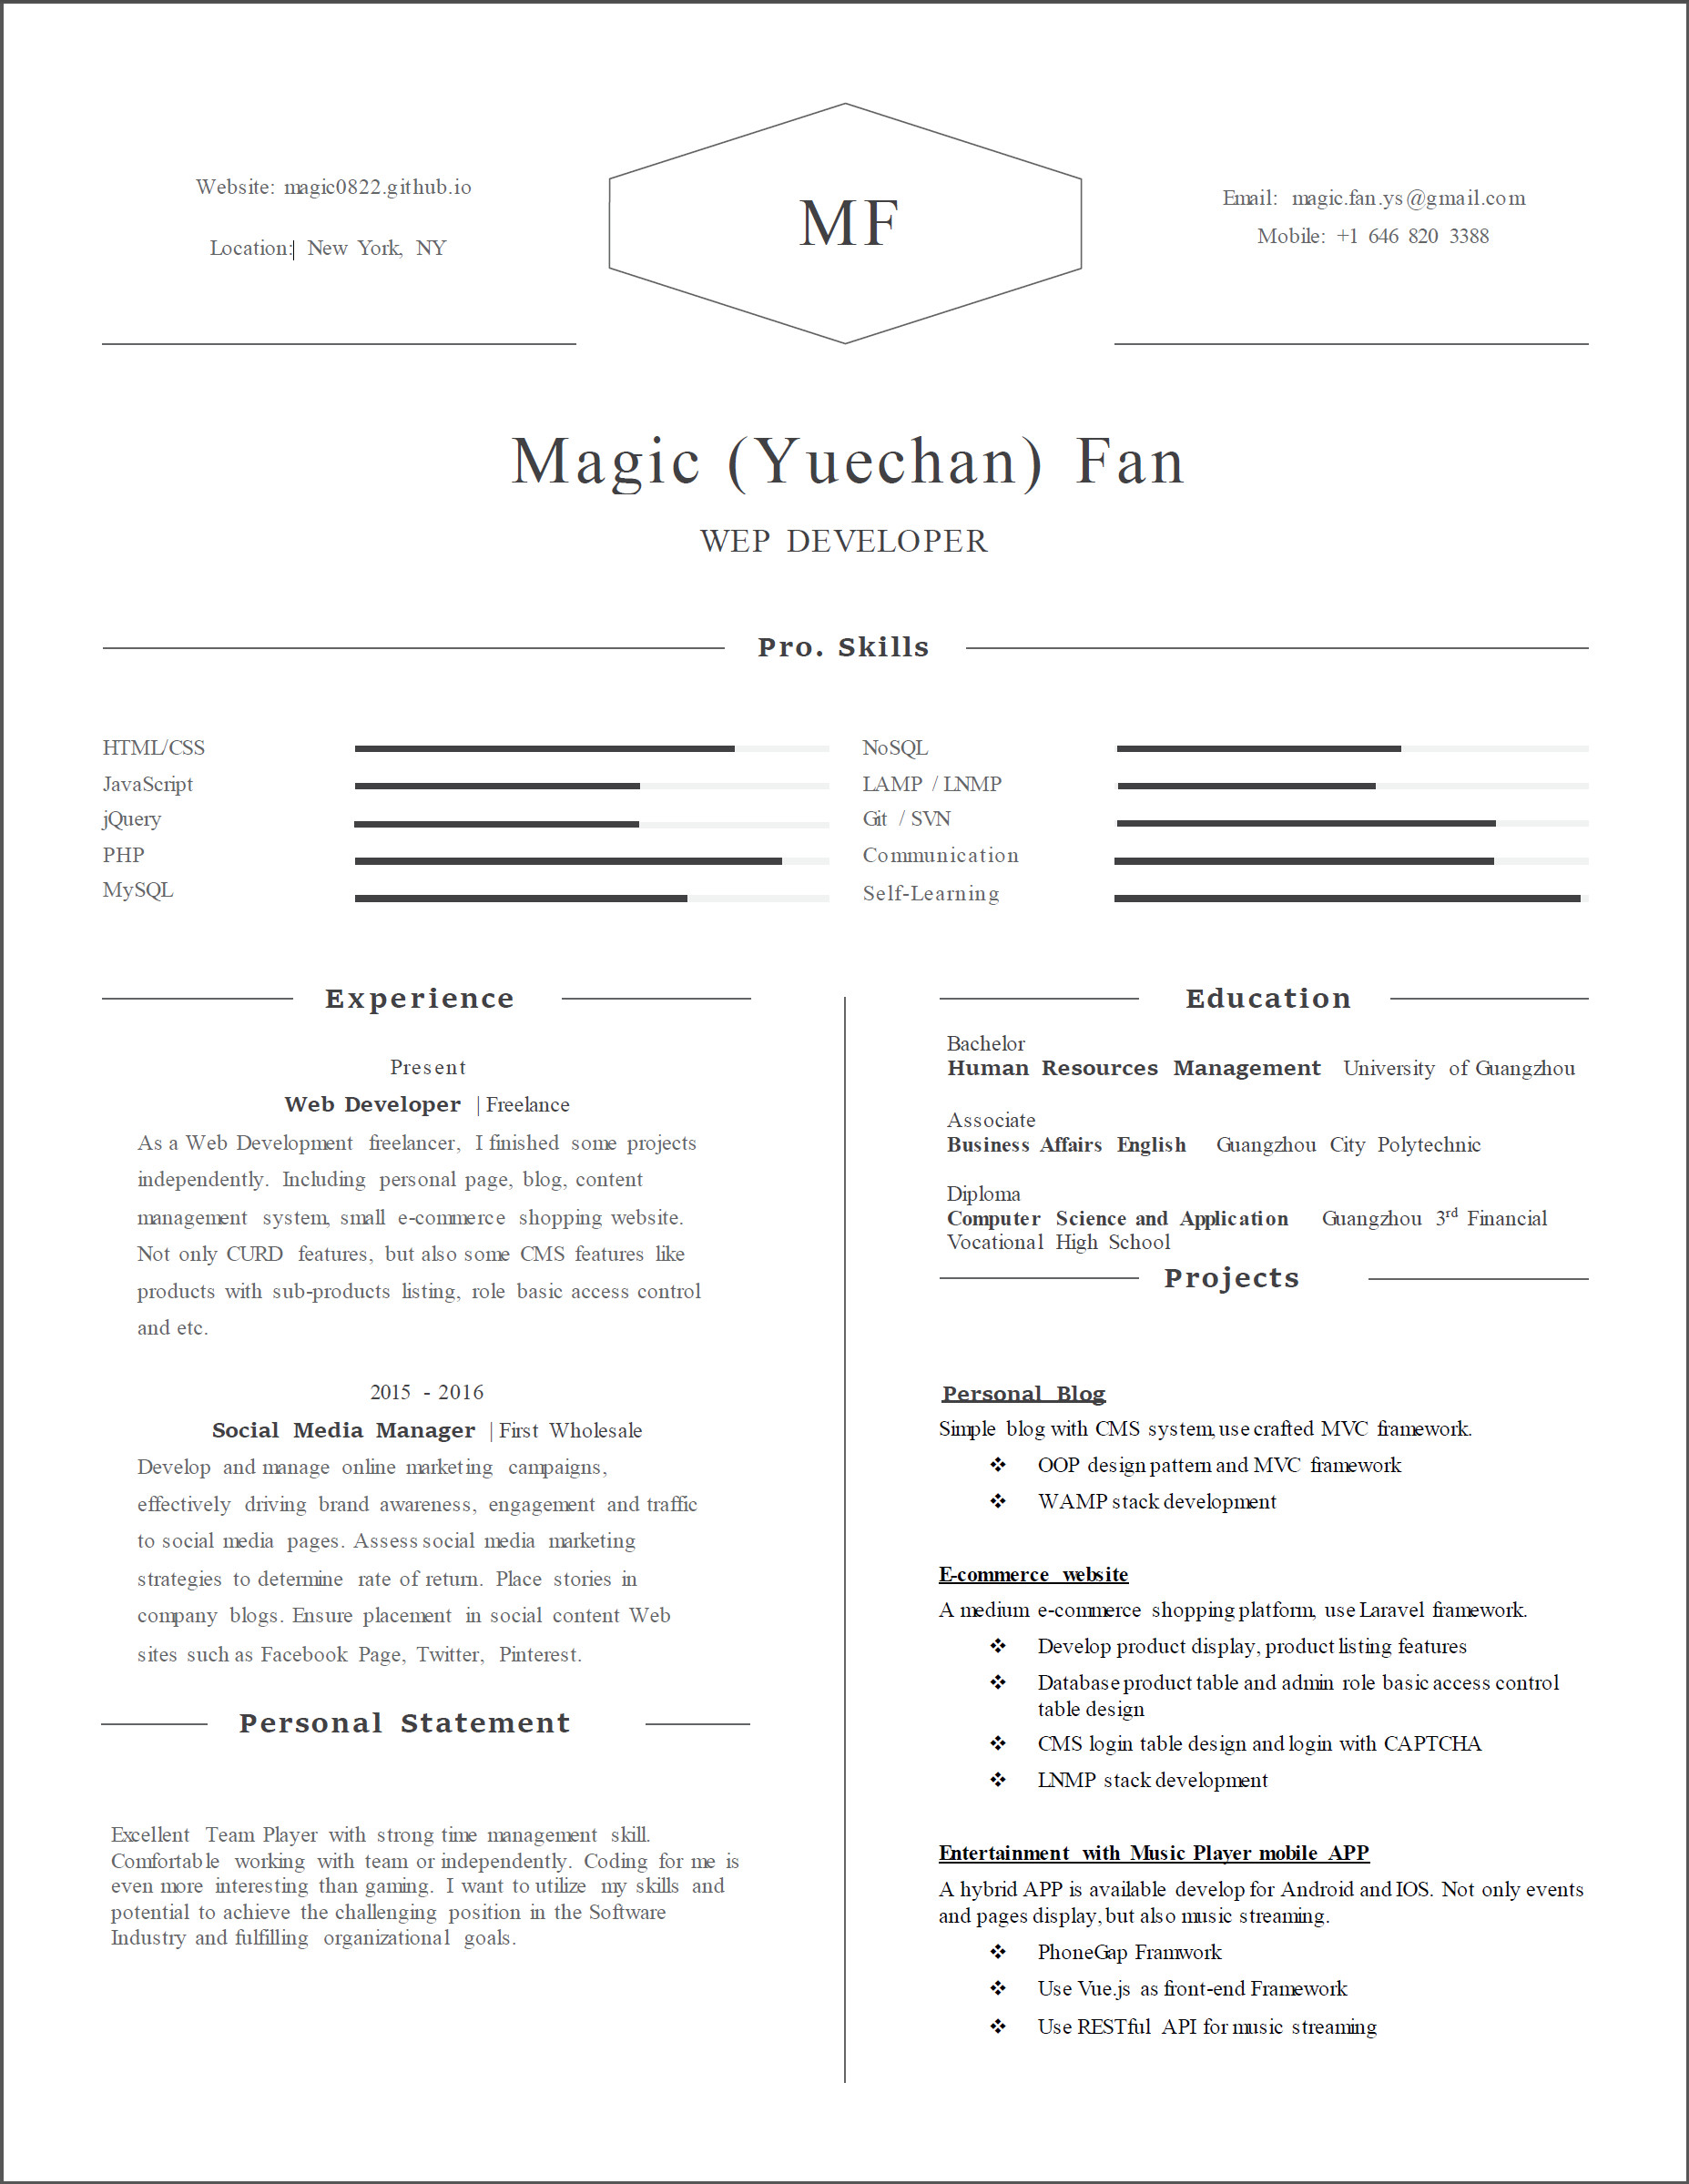 Website: magic0822.github.io
Location: New York, NY
MF
Email: magic.fan.ys@gmail.com
Mobile: +1 646 820 3388
Magic (Yuechan) Fan
WEP DEVELOPER
Pro. Skills
HTML/CSS
JavaScript
jQuery
PHP
MySQL
NoSQL
LAMP / LNMP
Git / SVN
Communication
Self-Learning
Experience
Present
Web Developer | Freelance
As a Web Development freelancer, I finished some projects
independently. Including personal page, blog, content
management system, small e-commerce shopping website.
Not only CURD features, but also some CMS features like
products with sub-products listing, role basic access control
and etc.
2015 - 2016
Social Media Manager | First Wholesale
Develop and manage online marketing campaigns,
effectively driving brand awareness, engagement and traffic
to social media pages. Assess social media marketing
strategies to determine rate of return. Place stories in
company blogs. Ensure placement in social content Web
sites such as Facebook Page, Twitter, Pinterest.
Personal Statement
Excellent Team Player with strong time management skill.
Comfortable working with team or independently. Coding for me is
even more interesting than gaming. I want to utilize my skills and
potential to achieve the challenging position in the Software
Industry and fulfilling organizational goals.
Education
Bachelor
Human Resources Management University of Guangzhou
Associate
Business Affairs English Guangzhou City Polytechnic
Diploma
Computer Science and Application Guangzhou 3rd Financial
Vocational High School
Projects
Personal Blog
Simple blog with CMS system, use crafted MVC framework.
❖ OOP design pattern and MVC framework
❖ WAMP stack development
E-commerce website
A medium e-commerce shopping platform, use Laravel framework.
❖ Develop product display, product listing features
❖ Database product table and admin role basic access control
table design
❖ CMS login table design and login with CAPTCHA
❖ LNMP stack development
Entertainment with Music Player mobile APP
A hybrid APP is available develop for Android and IOS. Not only events
and pages display, but also music streaming.
❖ PhoneGap Framwork
❖ Use Vue.js as front-end Framework
❖ Use RESTful API for music streaming